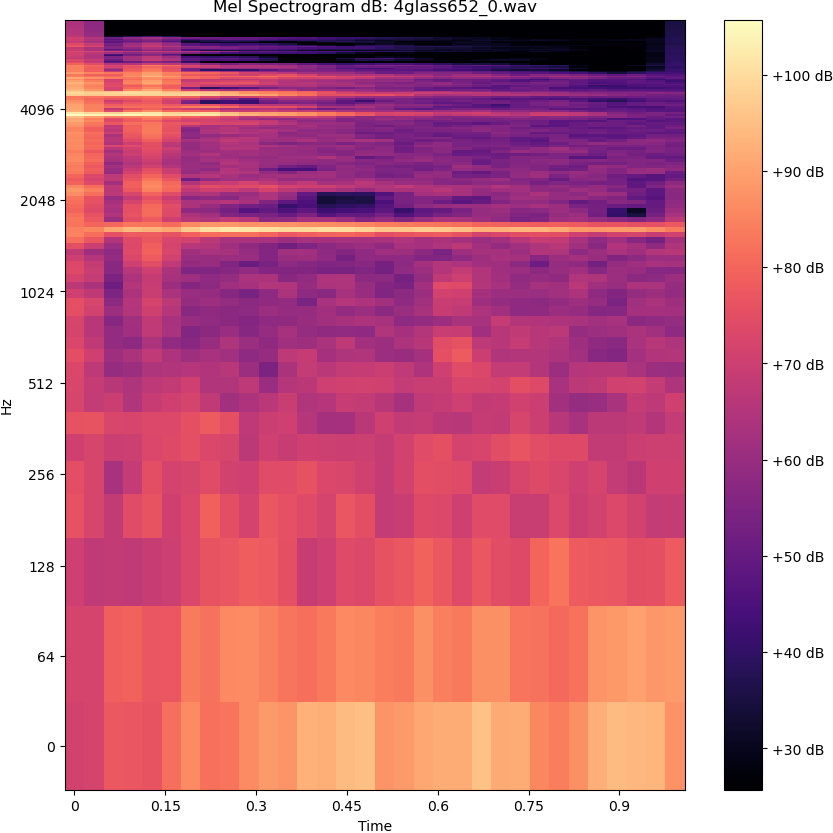 Mel Spectrogram dB: 4glass652_0.wav
+100 dB
4096
+90 dB
2048
+80 dB
1024
+70 dB
512
Hz
+60 dB
256
+50 dB
128
+40 dB
64
0
+30 dB
0 0.15 0.3 0.45 0.6 0.75 0.9
Time